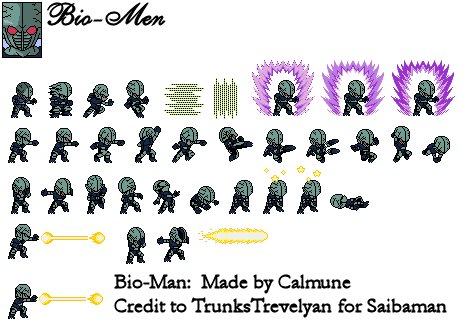 Bio-Men
Bio-Man: Made by Calmune
Credit to TrunksTrevelyan for Saibaman